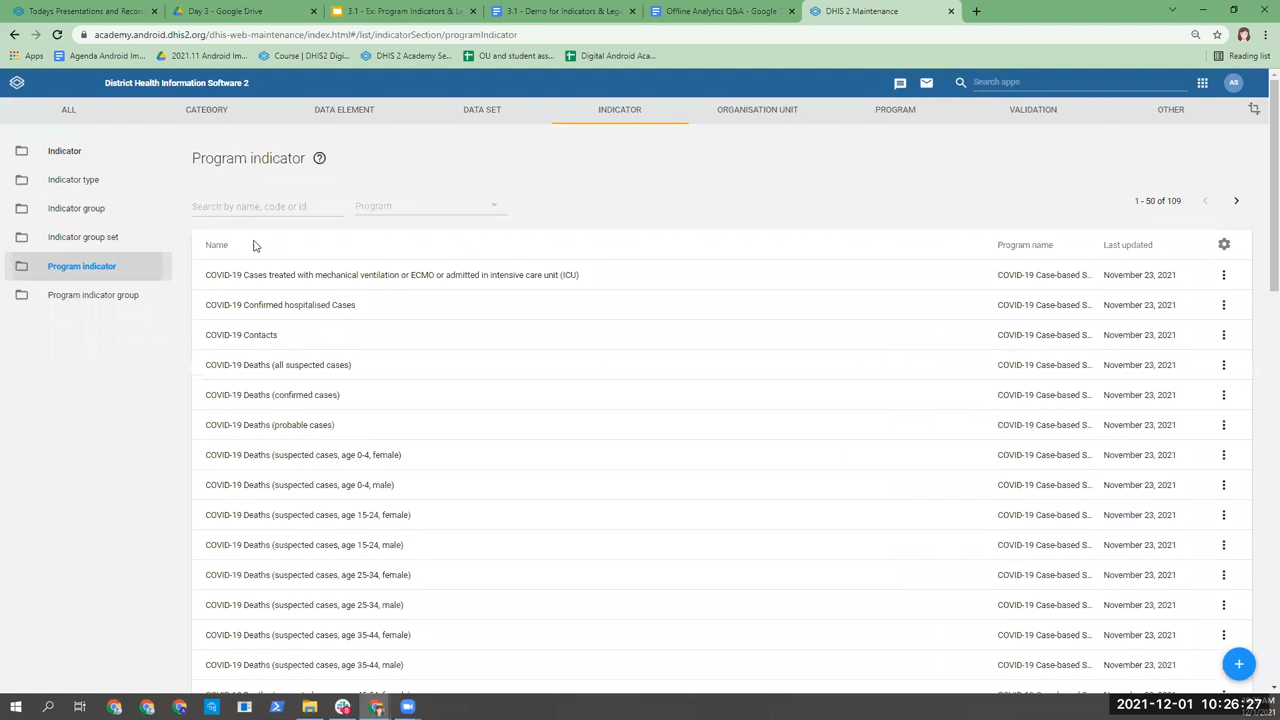 Todays Presentations and Recor
Day 3 - Google Drive
3.1 - Ex: Program Indicators & Le
3.1 - Demo for Indicators & Leg
Offline Analytics Q&A - Google
DHIS 2 Maintenance
academy.android.dhis2.org/dhis-web-maintenance/index.html#/list/indicatorSection/programIndicator
Apps
Agenda Android Im...
2021.11 Android Im...
Course | DHIS2 Digi...
DHIS 2 Academy Se...
OU and student ass...
Digital Android Aca...
Reading list
District Health Information Software 2
Search apps
AS
ALL
CATEGORY
DATA ELEMENT
DATA SET
INDICATOR
ORGANISATION UNIT
PROGRAM
VALIDATION
OTHER
Indicator
Indicator type
Indicator group
Indicator group set
Program indicator
Program indicator group
Program indicator
Search by name, code or id
Program
1 - 50 of 109
Name Program name Last updated
COVID-19 Cases treated with mechanical ventilation or ECMO or admitted in intensive care unit (ICU) COVID-19 Case-based S... November 23, 2021
COVID-19 Confirmed hospitalised Cases COVID-19 Case-based S... November 23, 2021
COVID-19 Contacts COVID-19 Case-based S... November 23, 2021
COVID-19 Deaths (all suspected cases) COVID-19 Case-based S... November 23, 2021
COVID-19 Deaths (confirmed cases) COVID-19 Case-based S... November 23, 2021
COVID-19 Deaths (probable cases) COVID-19 Case-based S... November 23, 2021
COVID-19 Deaths (suspected cases, age 0-4, female) COVID-19 Case-based S... November 23, 2021
COVID-19 Deaths (suspected cases, age 0-4, male) COVID-19 Case-based S... November 23, 2021
COVID-19 Deaths (suspected cases, age 15-24, female) COVID-19 Case-based S... November 23, 2021
COVID-19 Deaths (suspected cases, age 15-24, male) COVID-19 Case-based S... November 23, 2021
COVID-19 Deaths (suspected cases, age 25-34, female) COVID-19 Case-based S... November 23, 2021
COVID-19 Deaths (suspected cases, age 25-34, male) COVID-19 Case-based S... November 23, 2021
COVID-19 Deaths (suspected cases, age 35-44, female) COVID-19 Case-based S... November 23, 2021
COVID-19 Deaths (suspected cases, age 35-44, male) COVID-19 Case-based S... November 23, 2021
2021-12-01 10:26:27